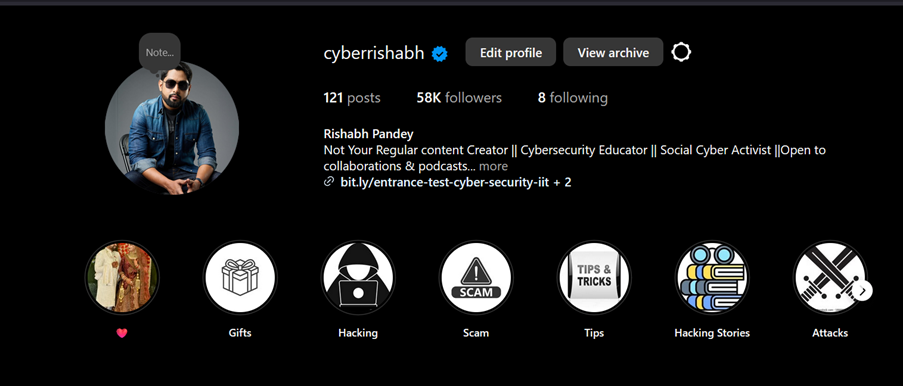 Note...
cyberrishabh
Edit profile
View archive
121 posts
58K followers
8 following
Rishabh Pandey
Not Your Regular content Creator || Cybersecurity Educator || Social Cyber Activist ||Open to
collaborations & podcasts... more
bit.ly/entrance-test-cyber-security-iit + 2
SCAM
TIPS &
TRICKS
❤
Gifts
Hacking
Scam
Tips
Hacking Stories
Attacks